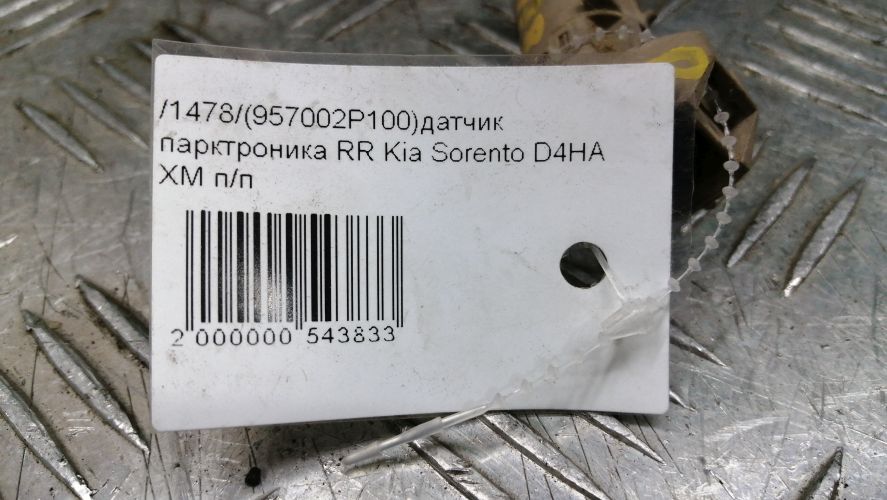 /1478/(957002P100)датчик
парктроника RR Kia Sorento D4HA
XM п/п
2 000000 543833